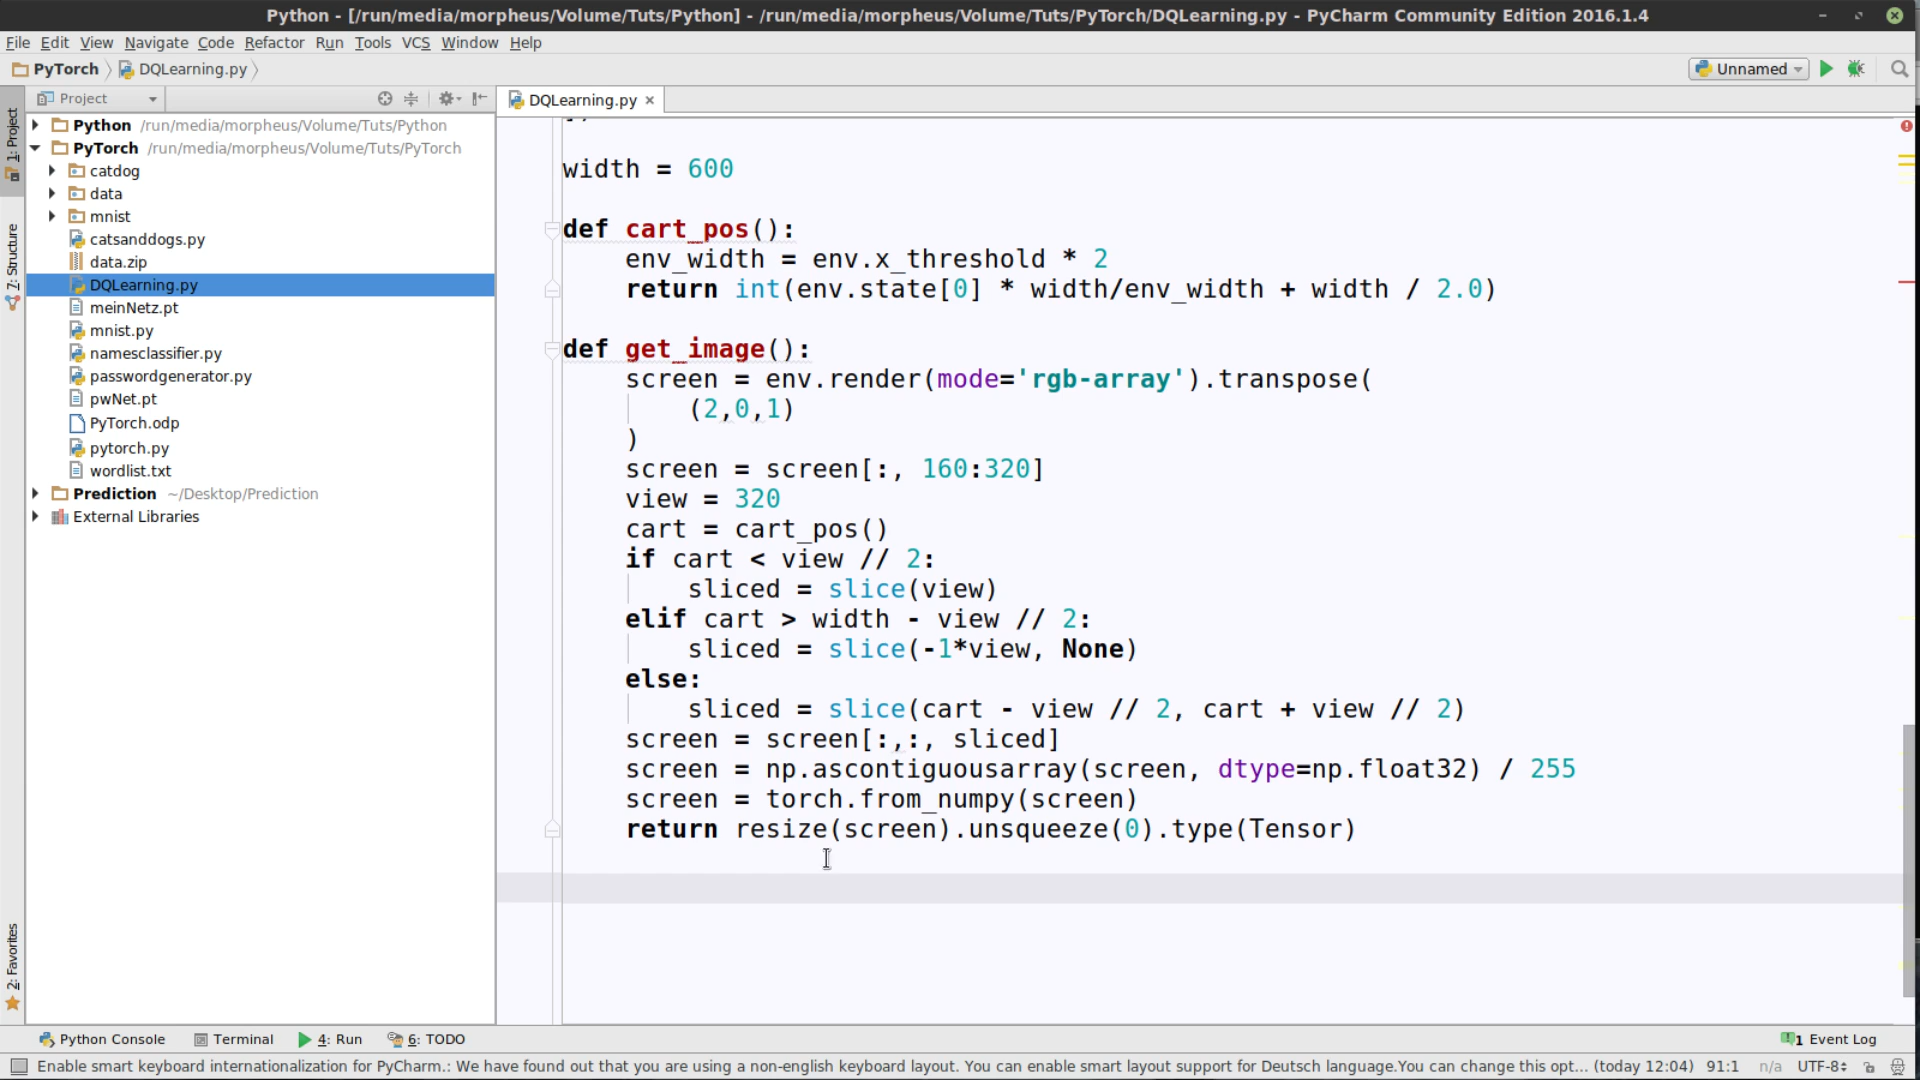 Python - [/run/media/morpheus/Volume/Tuts/Python] - /run/media/morpheus/Volume/Tuts/PyTorch/DQLearning.py - PyCharm Community Edition 2016.1.4
File Edit View Navigate Code Refactor Run Tools VCS Window Help
PyTorch DQLearning.py Unnamed
Project
DQLearning.py
1: Project
7: Structure
2: Favorites
Python /run/media/morpheus/Volume/Tuts/Python
PyTorch /run/media/morpheus/Volume/Tuts/PyTorch
catdog
data
mnist
catsanddogs.py
data.zip
DQLearning.py
meinNetz.pt
mnist.py
namesclassifier.py
passwordgenerator.py
pwNet.pt
PyTorch.odp
pytorch.py
wordlist.txt
Prediction ~/Desktop/Prediction
External Libraries
width = 600
def cart_pos():
env_width = env.x_threshold * 2
return int(env.state[0] * width/env_width + width / 2.0)
def get_image():
screen = env.render(mode='rgb-array').transpose(
(2,0,1)
)
screen = screen[:, 160:320]
view = 320
cart = cart_pos()
if cart < view // 2:
sliced = slice(view)
elif cart > width - view // 2:
sliced = slice(-1*view, None)
else:
sliced = slice(cart - view // 2, cart + view // 2)
screen = screen[:,:, sliced]
screen = np.ascontiguousarray(screen, dtype=np.float32) / 255
screen = torch.from_numpy(screen)
return resize(screen).unsqueeze(0).type(Tensor)
Python Console Terminal 4: Run 6: TODO 1 Event Log
Enable smart keyboard internationalization for PyCharm.: We have found out that you are using a non-english keyboard layout. You can enable smart layout support for Deutsch language.You can change this opt... (today 12:04) 91:1 n/a UTF-8